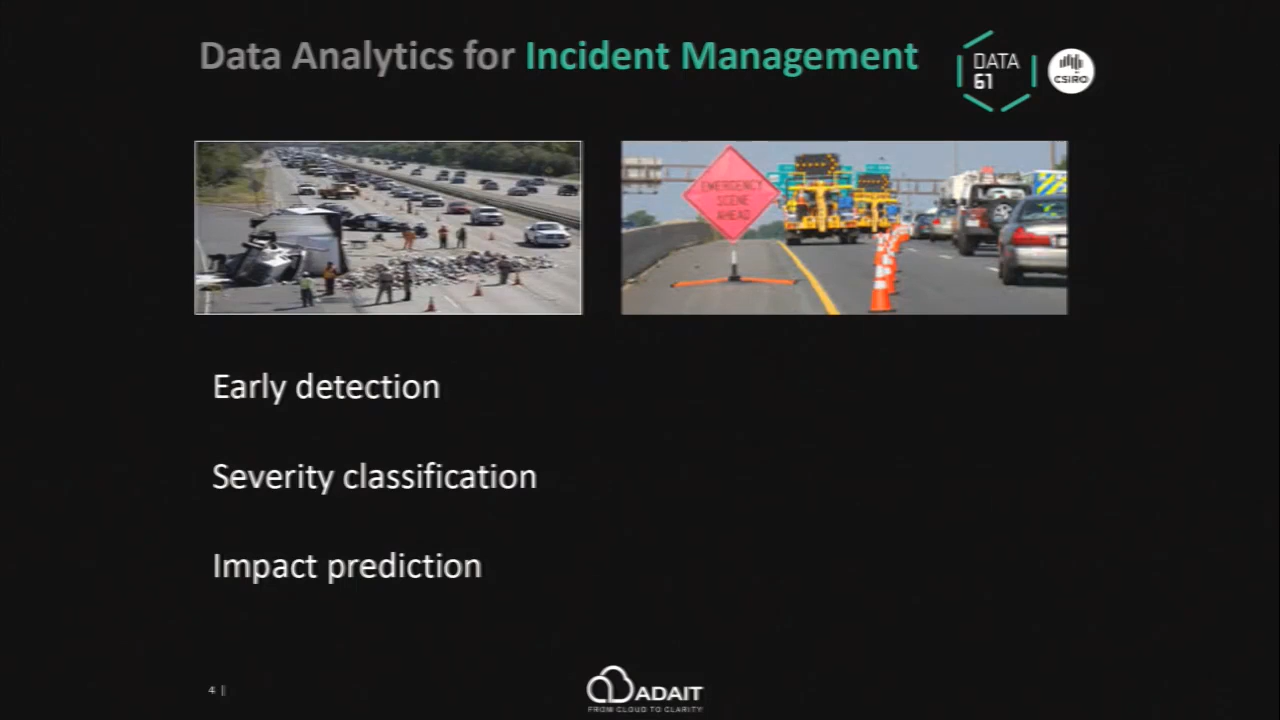 Data Analytics for Incident Management
DATA
61
CSIRO
EMERGENCY
SCENE
AHEAD
Early detection
Severity classification
Impact prediction
4 ||
ADAIT
FROM CLOUD TO CLARITY